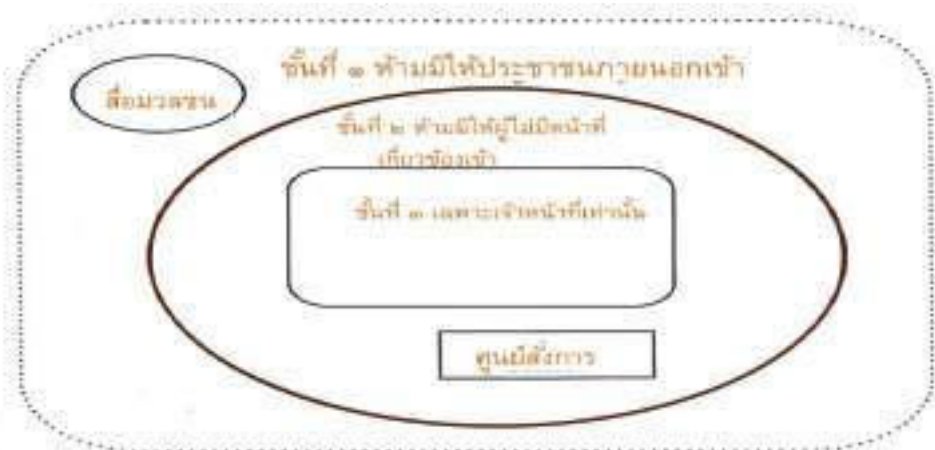 ชั้นที่ ๑ ห้ามมิให้ประชาชนภายนอกเข้า
สื่อมวลชน
ชั้นที่ ๒ ห้ามมิให้ผู้ไม่มีหน้าที่
เกี่ยวข้องเข้า
ชั้นที่ ๓ เฉพาะเจ้าหน้าที่เท่านั้น
ศูนย์สั่งการ